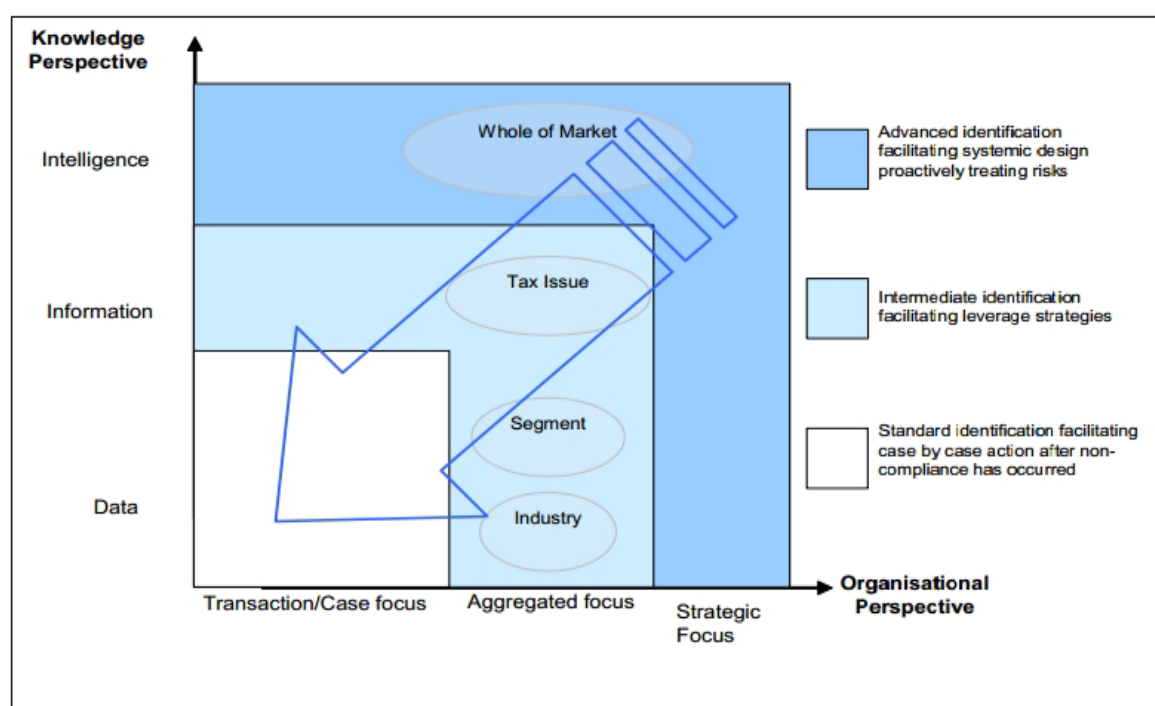 Knowledge
Perspective
Whole of Market
Intelligence
Advanced identification
facilitating systemic design
proactively treating risks
Tax Issue
Information
Intermediate identification
facilitating leverage strategies
Segment
Standard identification facilitating
case by case action after non-
compliance has occurred
Data
Industry
Organisational
Perspective
Transaction/Case focus
Aggregated focus
Strategic
Focus